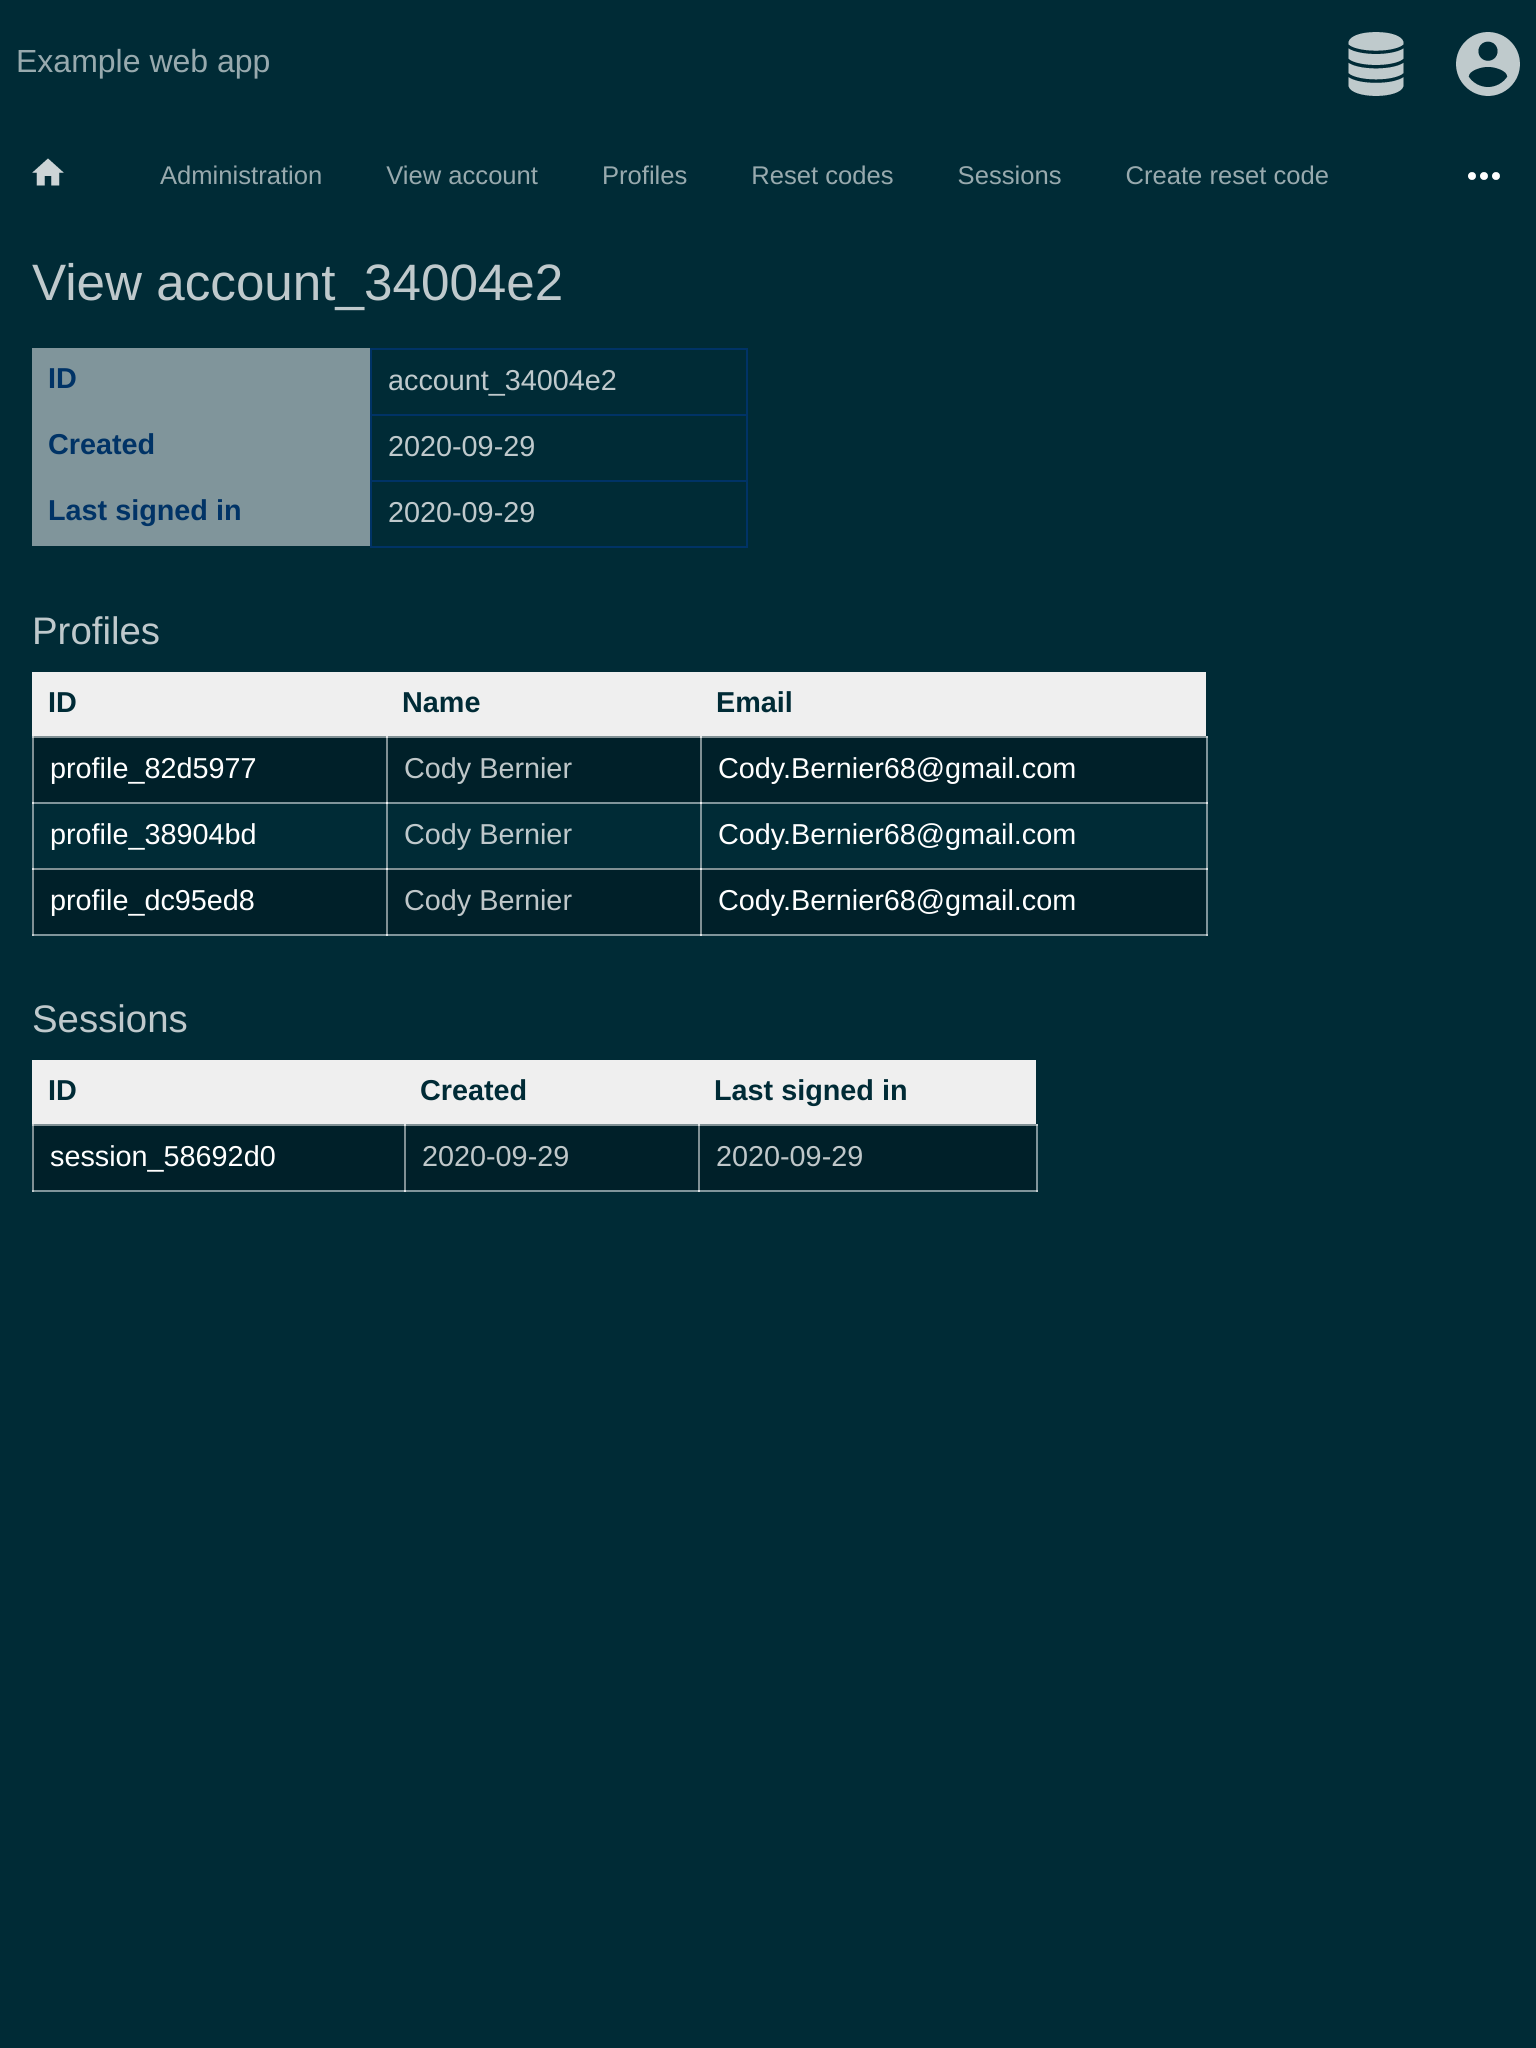 Example web app
Administration View account Profiles Reset codes Sessions Create reset code
View account_34004e2
ID account_34004e2
Created 2020-09-29
Last signed in 2020-09-29
Profiles
ID Name Email
profile_82d5977 Cody Bernier Cody.Bernier68@gmail.com
profile_38904bd Cody Bernier Cody.Bernier68@gmail.com
profile_dc95ed8 Cody Bernier Cody.Bernier68@gmail.com
Sessions
ID Created Last signed in
session_58692d0 2020-09-29 2020-09-29